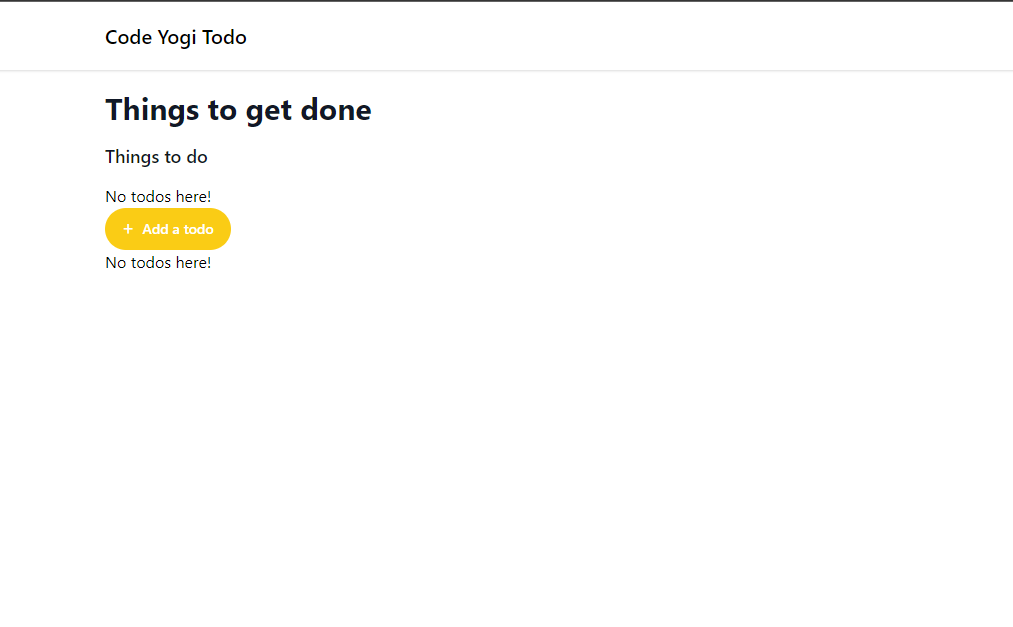 Code Yogi Todo
Things to get done
Things to do
No todos here!
+ Add a todo
No todos here!